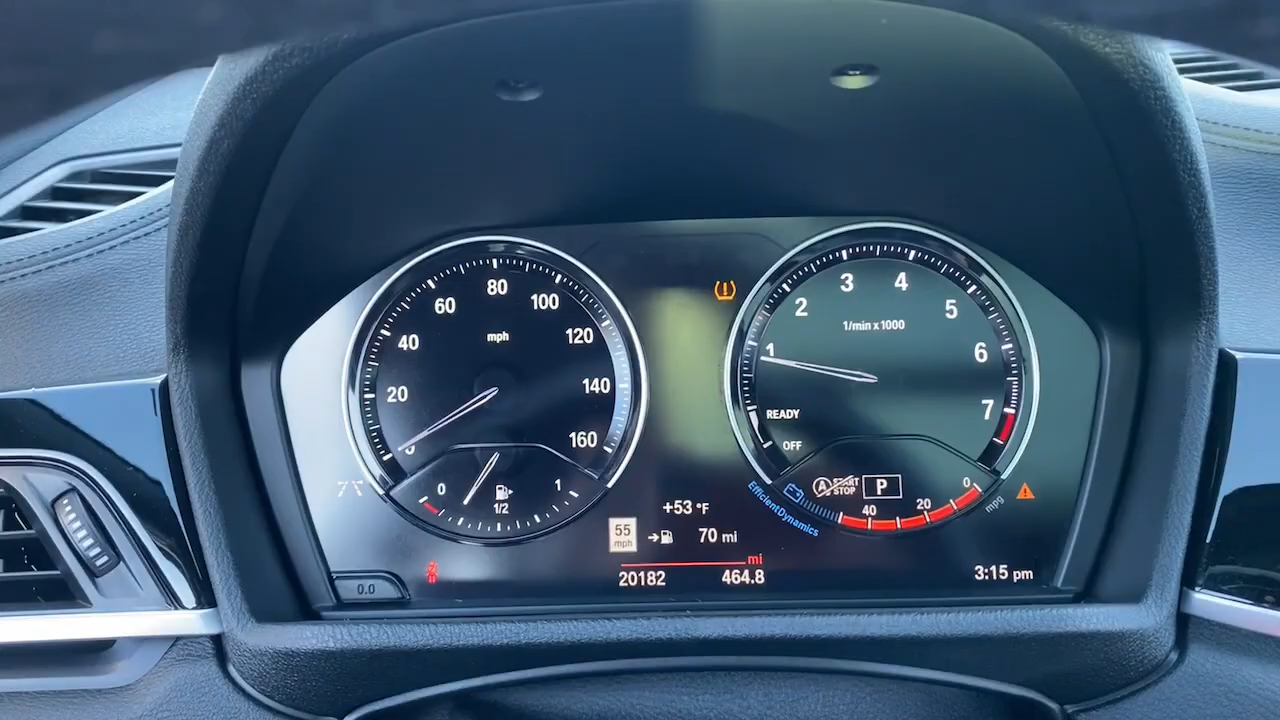 80
60
100
40
mph
120
20
140
0
160
0
1
1/2
3
4
2
5
1/min x 1000
1
6
READY
7
OFF
A START
STOP
P
0
40
20
mpg
EfficientDynamics
+53 °F
55
mph
70 mi
mi
20182
464.8
3:15 pm
0.0